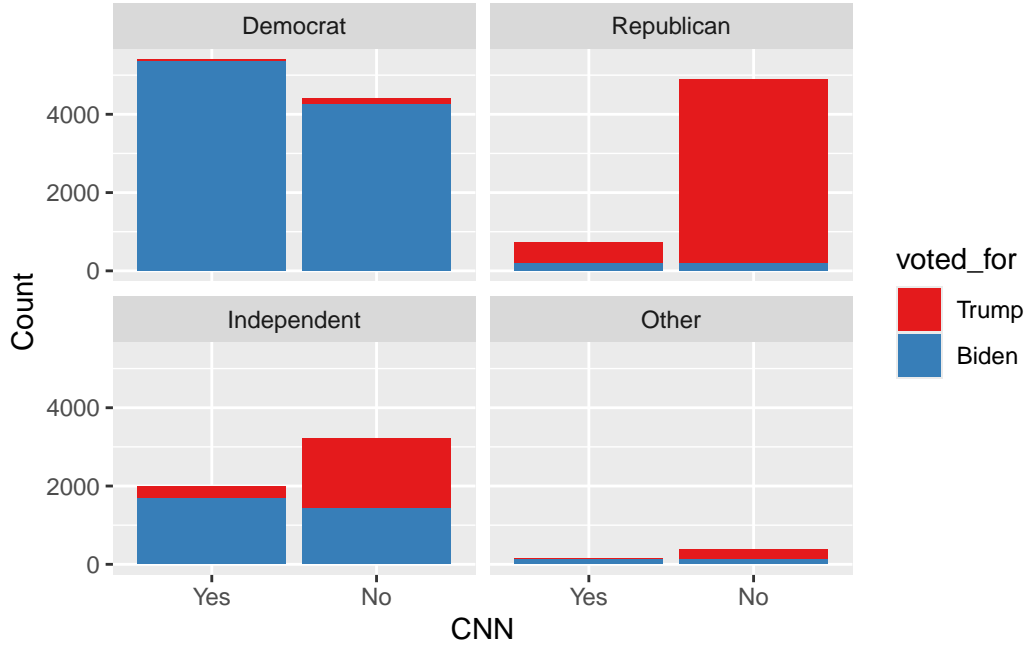 Democrat
Republican
4000
2000
0
Independent
Other
4000
2000
0
Yes
No
Yes
No
CNN
Count
voted_for
Trump
Biden